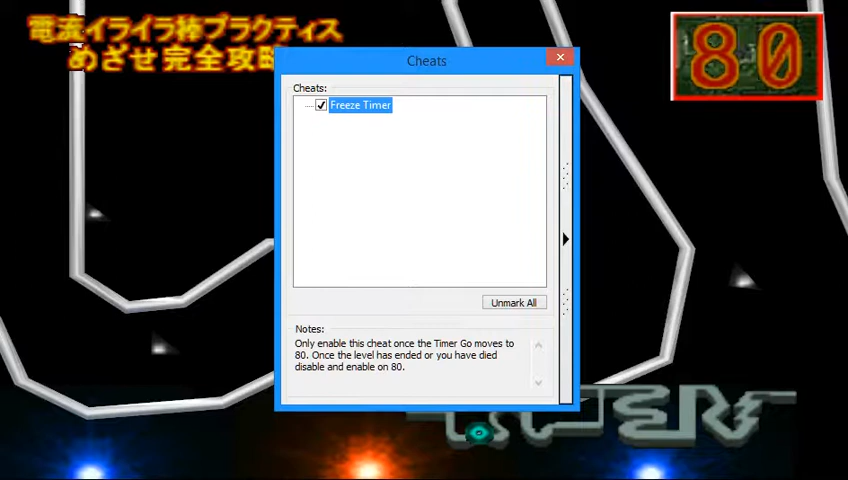 電流イライラ棒プラクティス
めざせ完全攻略
80
Cheats
Cheats:
Freeze Timer
Unmark All
Notes:
Only enable this cheat once the Timer Go moves to
80. Once the level has ended or you have died
disable and enable on 80.